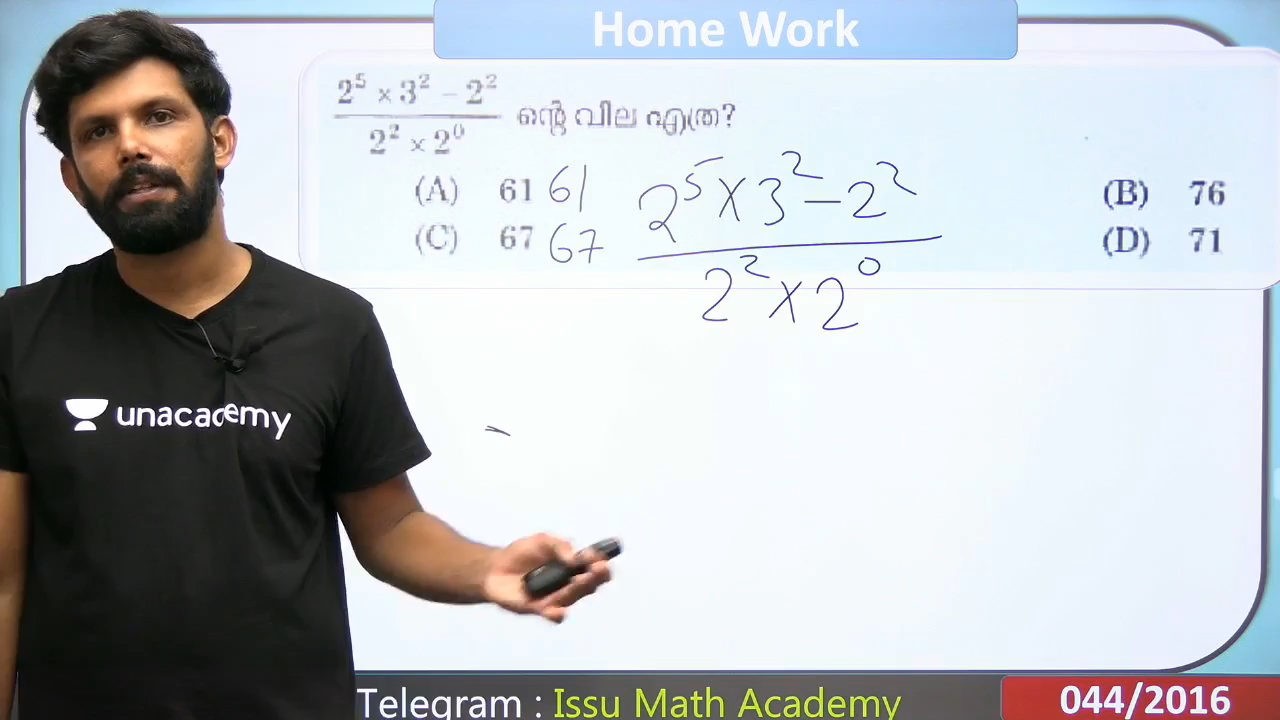 Home Work
2⁵ × 3² − 2²
2² × 2⁰
ന്റെ വില എത്ര?
(A) 61 61
(B) 76
(C) 67 67
(D) 71
2⁵ X 3² − 2²
2² X 2⁰
unacademy
Telegram : Issu Math Academy
044/2016